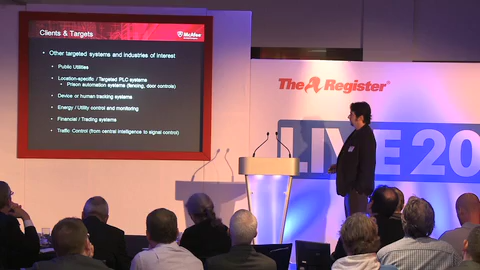 Clients & Targets
McAfee
Other targeted systems and industries of interest
Public Utilities
Location-specific / Targeted PLC systems
Prison automation systems (fencing, door controls)
Device or human tracking systems
Energy / Utility control and monitoring
Financial / Trading systems
Traffic Control (from central intelligence to signal control)
The A Register
LIVE 20